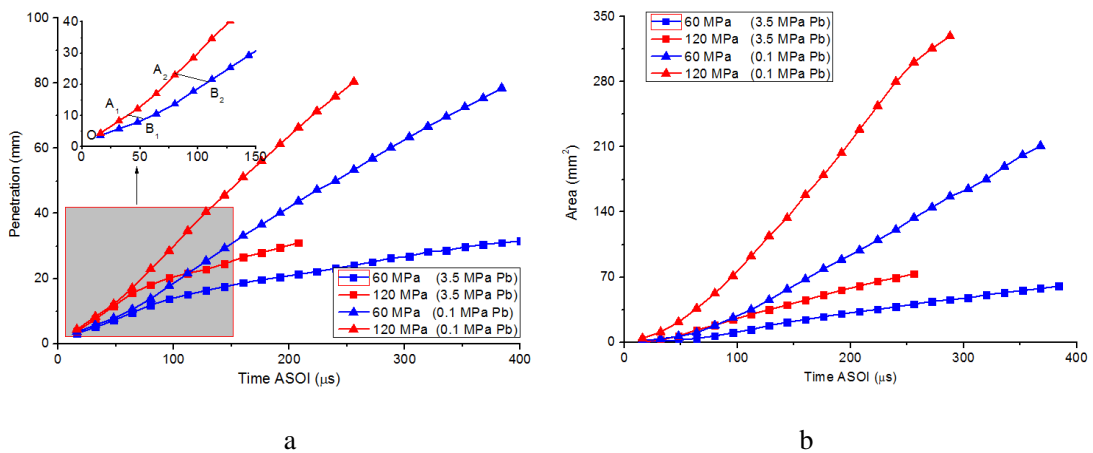 100
80
60
40
20
0
Penetration (mm)
40
30
20
10
0
0 50 100 150
A1
A2
B1
B2
O
60 MPa (3.5 MPa Pb)
120 MPa (3.5 MPa Pb)
60 MPa (0.1 MPa Pb)
120 MPa (0.1 MPa Pb)
0 100 200 300 400
Time ASOI (μs)
a
350
280
210
140
70
0
Area (mm²)
60 MPa (3.5 MPa Pb)
120 MPa (3.5 MPa Pb)
60 MPa (0.1 MPa Pb)
120 MPa (0.1 MPa Pb)
0 100 200 300 400
Time ASOI (μs)
b